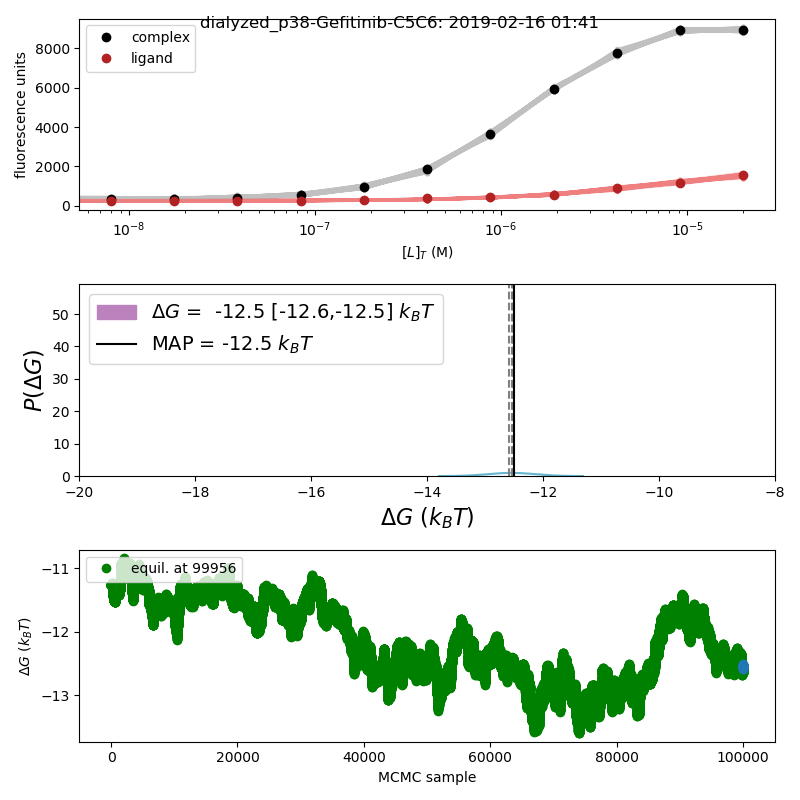 dialyzed_p38-Gefitinib-C5C6: 2019-02-16 01:41
complex
ligand
8000
6000
4000
2000
0
fluorescence units
10⁻⁸ 10⁻⁷ 10⁻⁶ 10⁻⁵
[L]_T (M)
ΔG = -12.5 [-12.6,-12.5] k_BT
MAP = -12.5 k_BT
50
40
30
20
10
0
P(ΔG)
−20 −18 −16 −14 −12 −10 −8
ΔG (k_BT)
equil. at 99956
−11
−12
−13
ΔG (k_BT)
0 20000 40000 60000 80000 100000
MCMC sample